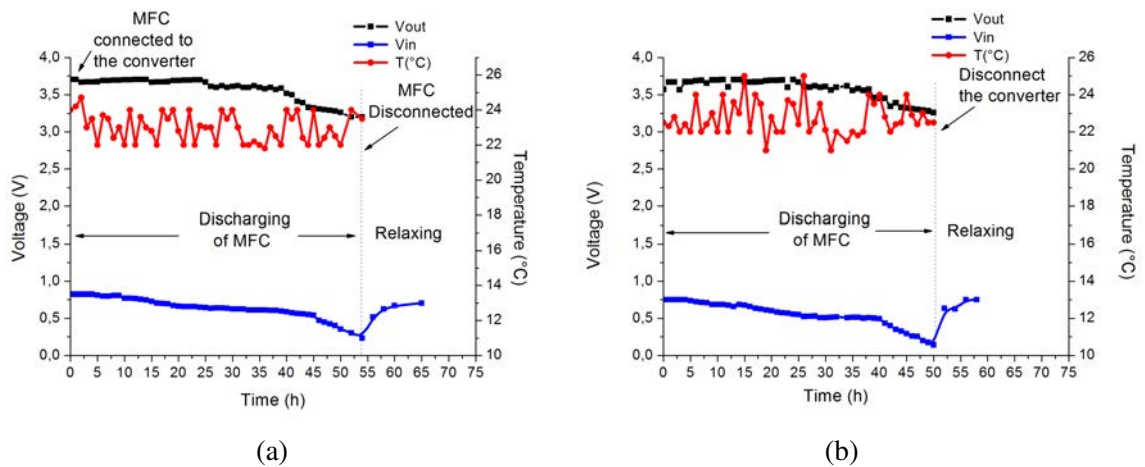 MFC
connected to
the converter
Vout
Vin
T(°C)
MFC
Disconnected
Discharging
of MFC
Relaxing
Voltage (V)
4,0
3,5
3,0
2,5
2,0
1,5
1,0
0,5
0,0
26
24
22
20
18
16
14
12
10
Temperature (°C)
0 5 10 15 20 25 30 35 40 45 50 55 60 65 70 75
Time (h)
(a)
Vout
Vin
T(°C)
Disconnect
the converter
Discharging
of MFC
Relaxing
Voltage (V)
4,0
3,5
3,0
2,5
2,0
1,5
1,0
0,5
0,0
26
24
22
20
18
16
14
12
10
Temperature (°C)
0 5 10 15 20 25 30 35 40 45 50 55 60 65 70 75
Time (h)
(b)